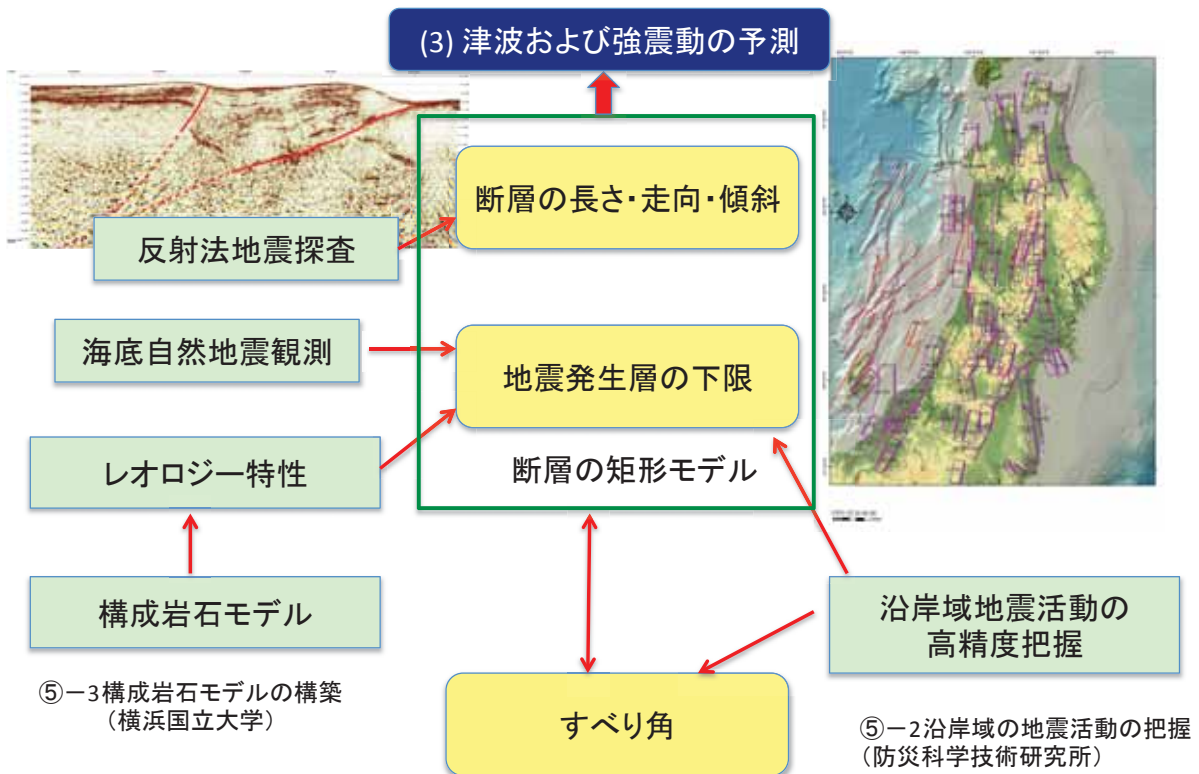 (3) 津波および強震動の予測
断層の長さ・走向・傾斜
反射法地震探査
海底自然地震観測
地震発生層の下限
レオロジー特性
断層の矩形モデル
構成岩石モデル
沿岸域地震活動の
高精度把握
⑤－3構成岩石モデルの構築
（横浜国立大学）
すべり角
⑤－2沿岸域の地震活動の把握
（防災科学技術研究所）